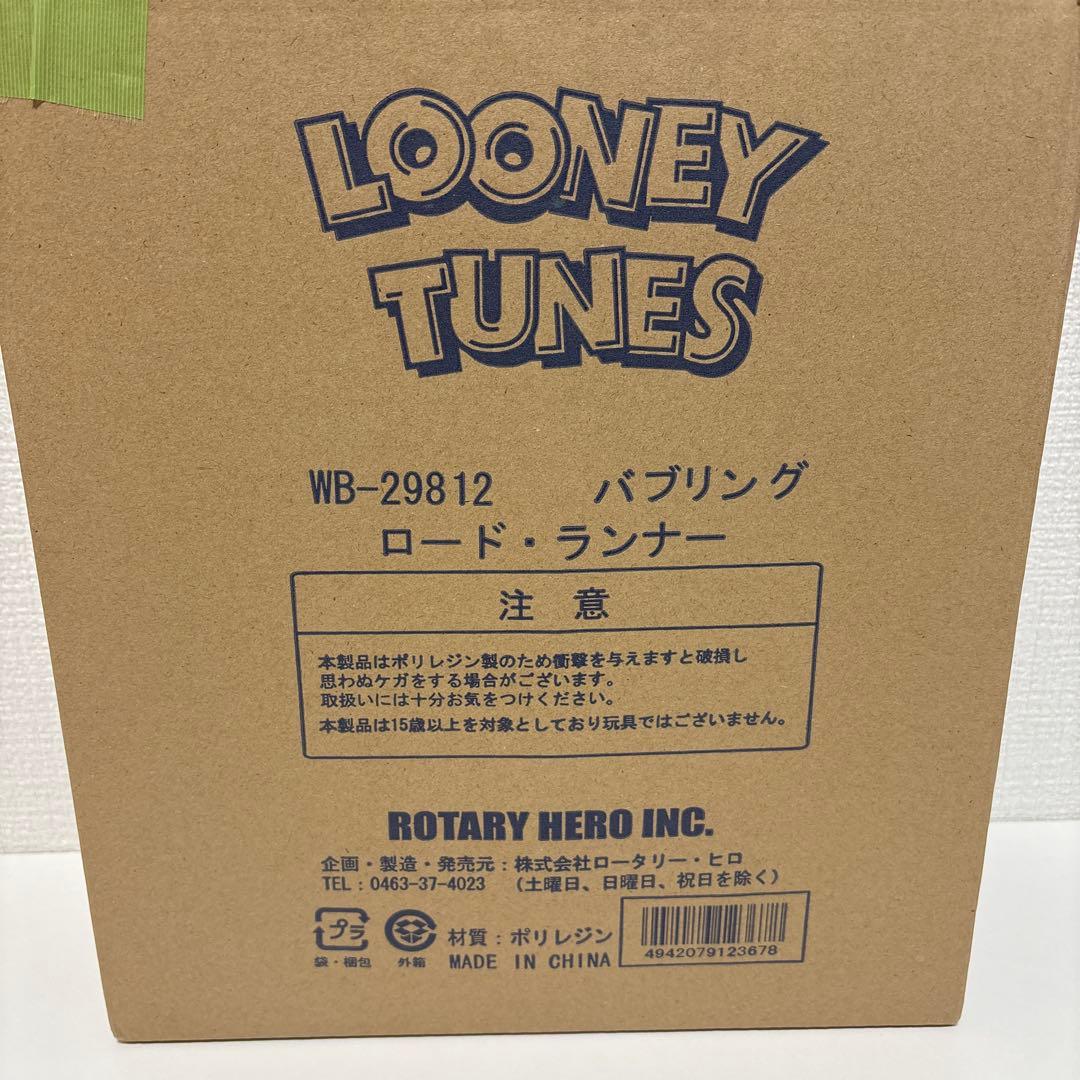 LOONEY
TUNES
WB-29812　バブリング
ロード・ランナー
注 意
本製品はポリレジン製のため衝撃を与えますと破損し
思わぬケガをする場合がございます。
取扱いには十分お気をつけください。
本製品は15歳以上を対象としており玩具ではございません。
ROTARY HERO INC.
企画・製造・発売元：株式会社ロータリー・ヒロ
TEL：0463-37-4023　（土曜日、日曜日、祝日を除く）
プラ
袋・梱包　外箱
材質：ポリレジン
MADE IN CHINA
4942079123678